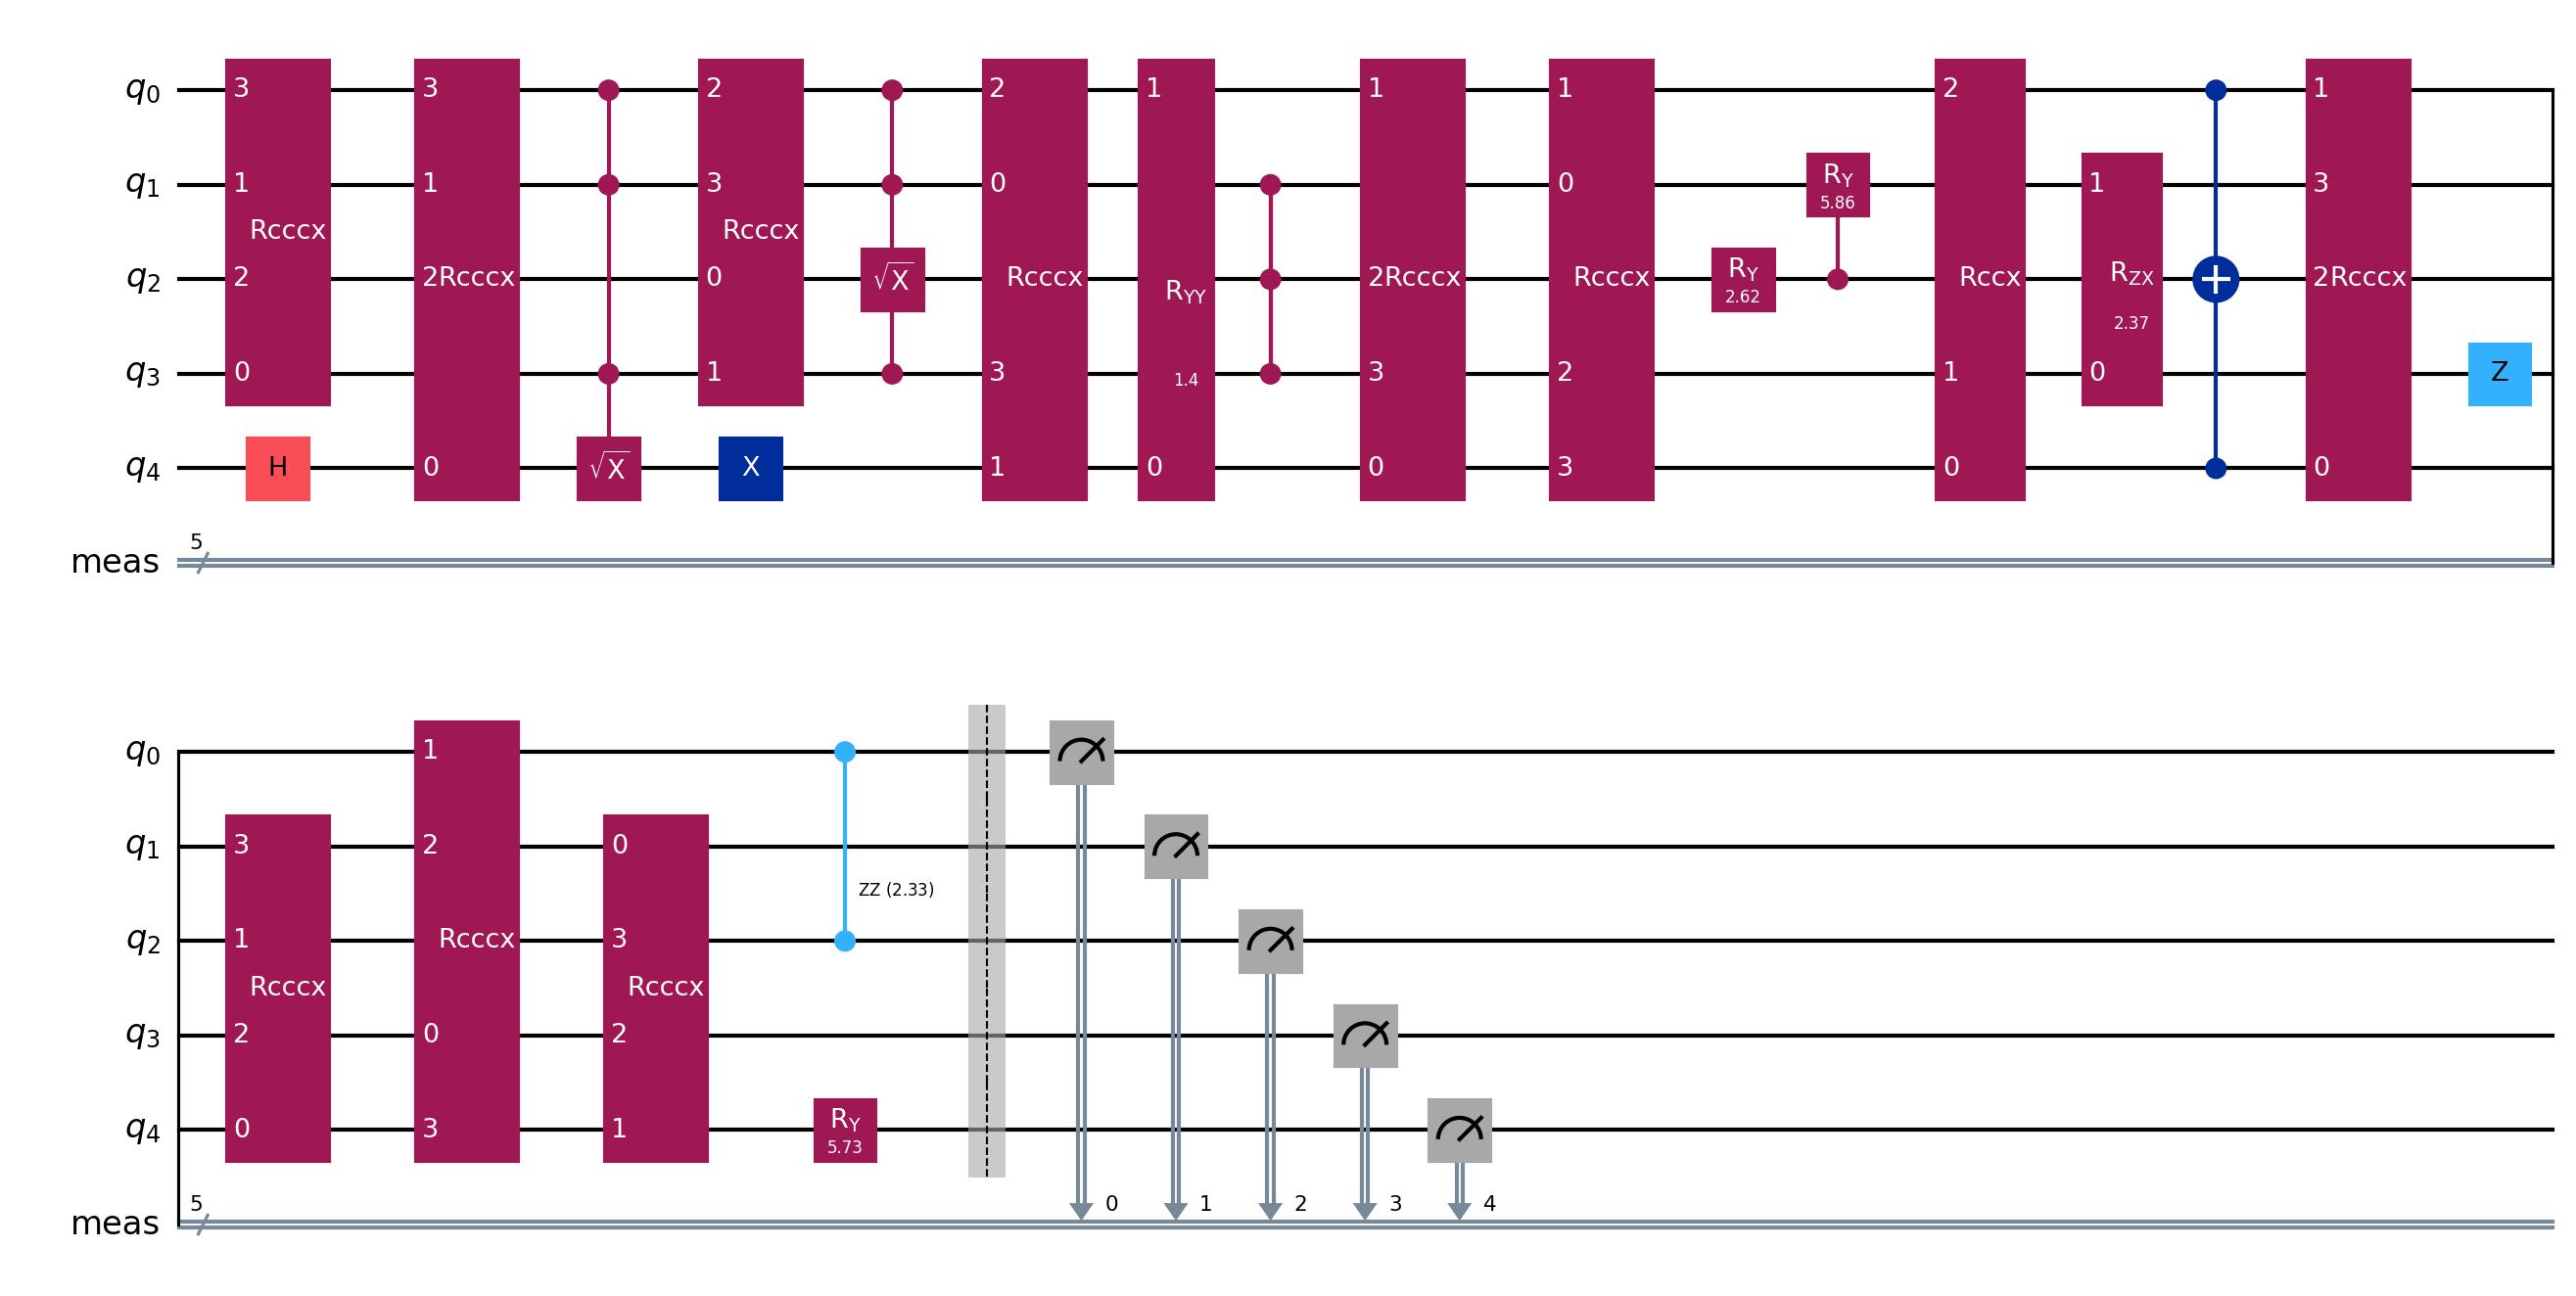 q0 3 3 2 2 1 1 1 2 1
q1 1 1 3 0 0 RY 5.86 1 3
Rcccx Rcccx
q2 2 2Rcccx √X 0 √X Rcccx RYY 2Rcccx Rcccx RY 2.62 Rccx RZX 2Rcccx
q3 0 1 3 1.4 3 2 1 0 2.37 Z
q4 H 0 √X X 1 0 0 3 0 0
meas 5
q0 1
q1 3 2 0
ZZ (2.33)
q2 1 Rcccx 3
Rcccx Rcccx
q3 2 0 2
q4 0 3 1 RY 5.73
meas 5 0 1 2 3 4